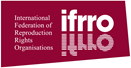 International
Federation of
Reproduction
Rights
Organisations
ifrro